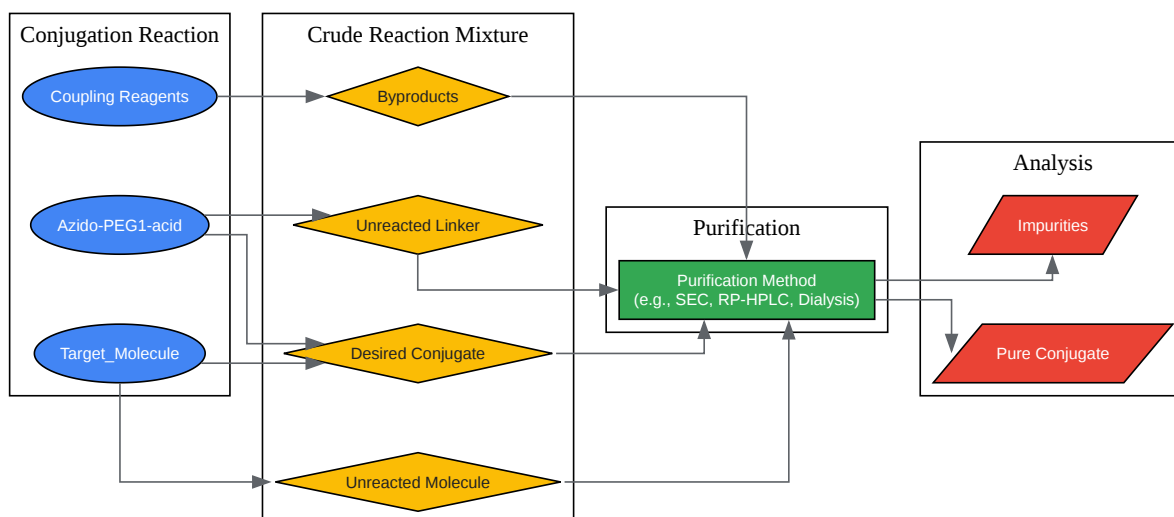 Conjugation Reaction
Coupling Reagents
Azido-PEG1-acid
Target_Molecule
Crude Reaction Mixture
Byproducts
Unreacted Linker
Desired Conjugate
Unreacted Molecule
Purification
Purification Method
(e.g., SEC, RP-HPLC, Dialysis)
Analysis
Impurities
Pure Conjugate